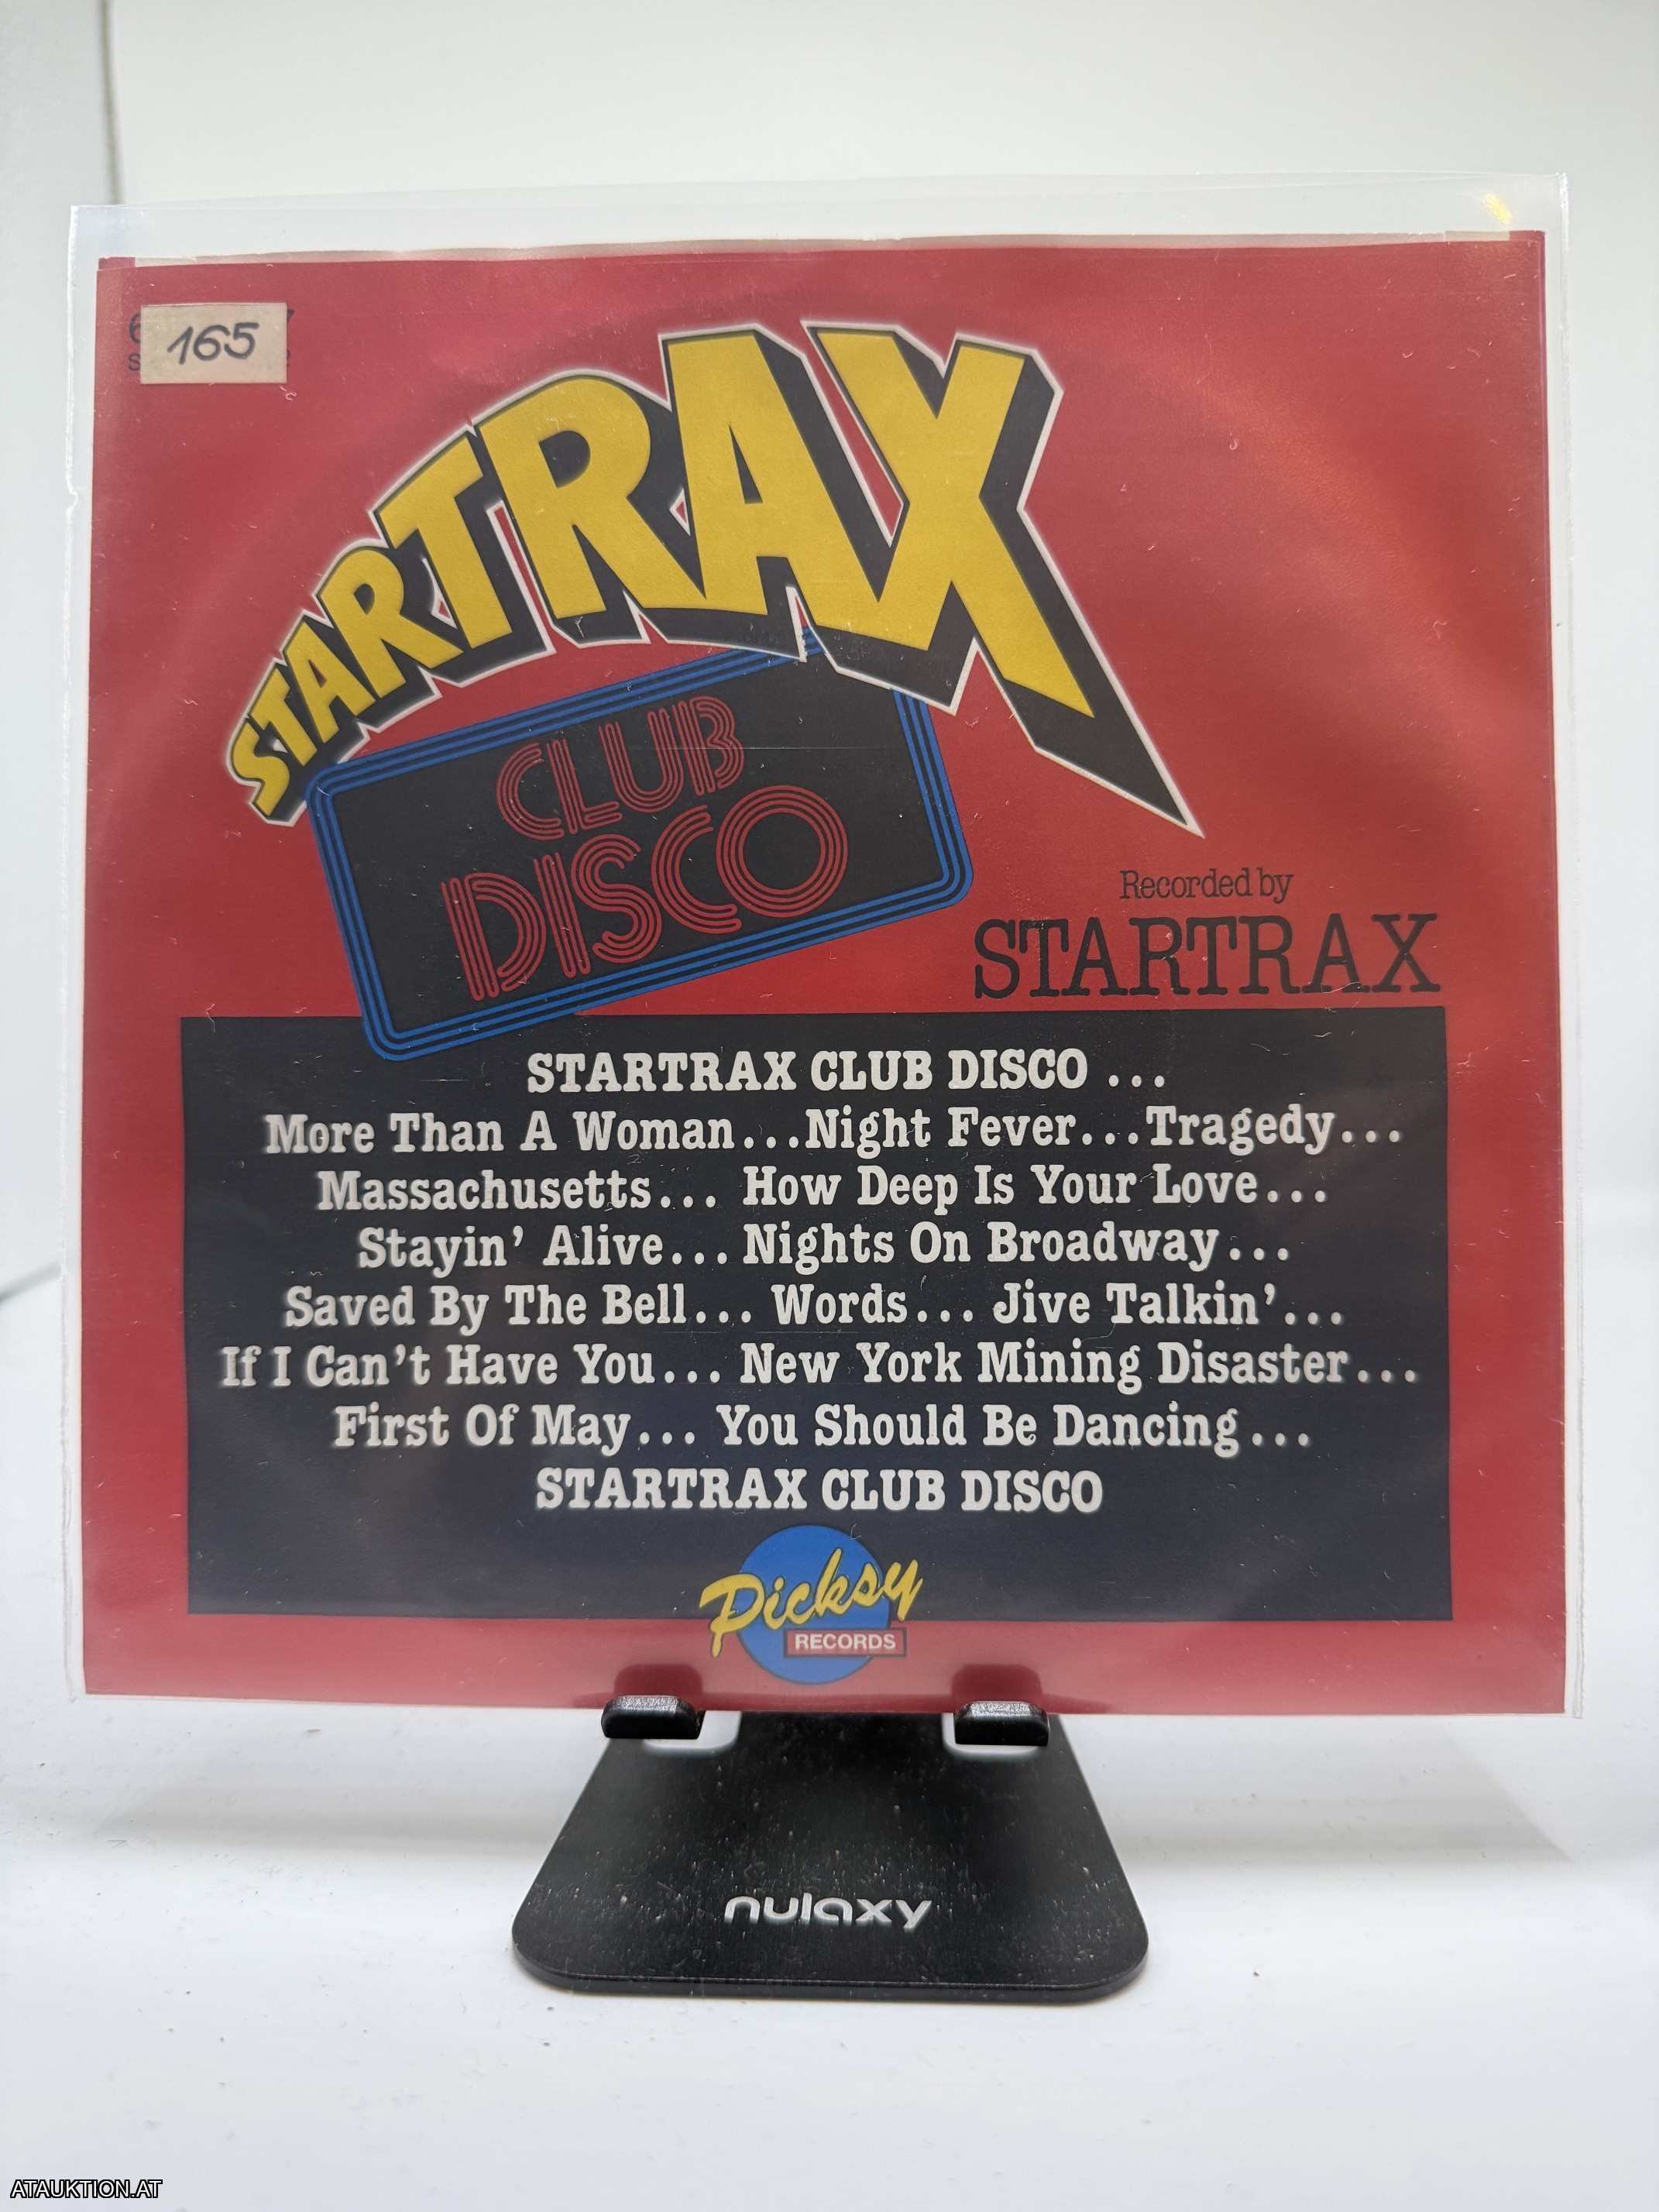 165
STARTRAX
CLUB
DISCO
Recorded by
STARTRAX
STARTRAX CLUB DISCO ...
More Than A Woman...Night Fever...Tragedy...
Massachusetts... How Deep Is Your Love...
Stayin' Alive... Nights On Broadway...
Saved By The Bell... Words... Jive Talkin'...
If I Can't Have You... New York Mining Disaster...
First Of May... You Should Be Dancing...
STARTRAX CLUB DISCO
Picksy
RECORDS
nulaxy
ATAUKTION.AT